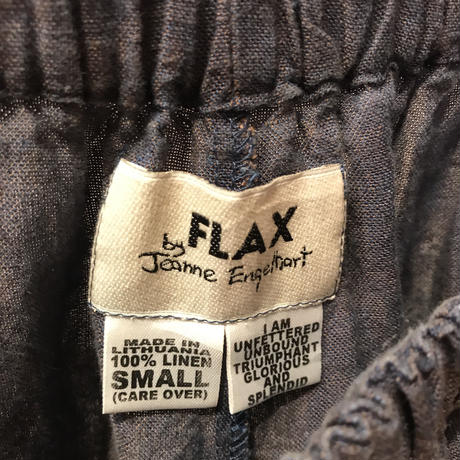 FLAX
by
Jeanne Engelhart
MADE IN
LITHUANIA
100% LINEN
SMALL
(CARE OVER)
I AM
UNFETTERED
UNBOUND
TRIUMPHANT
GLORIOUS
AND
SPLENDID